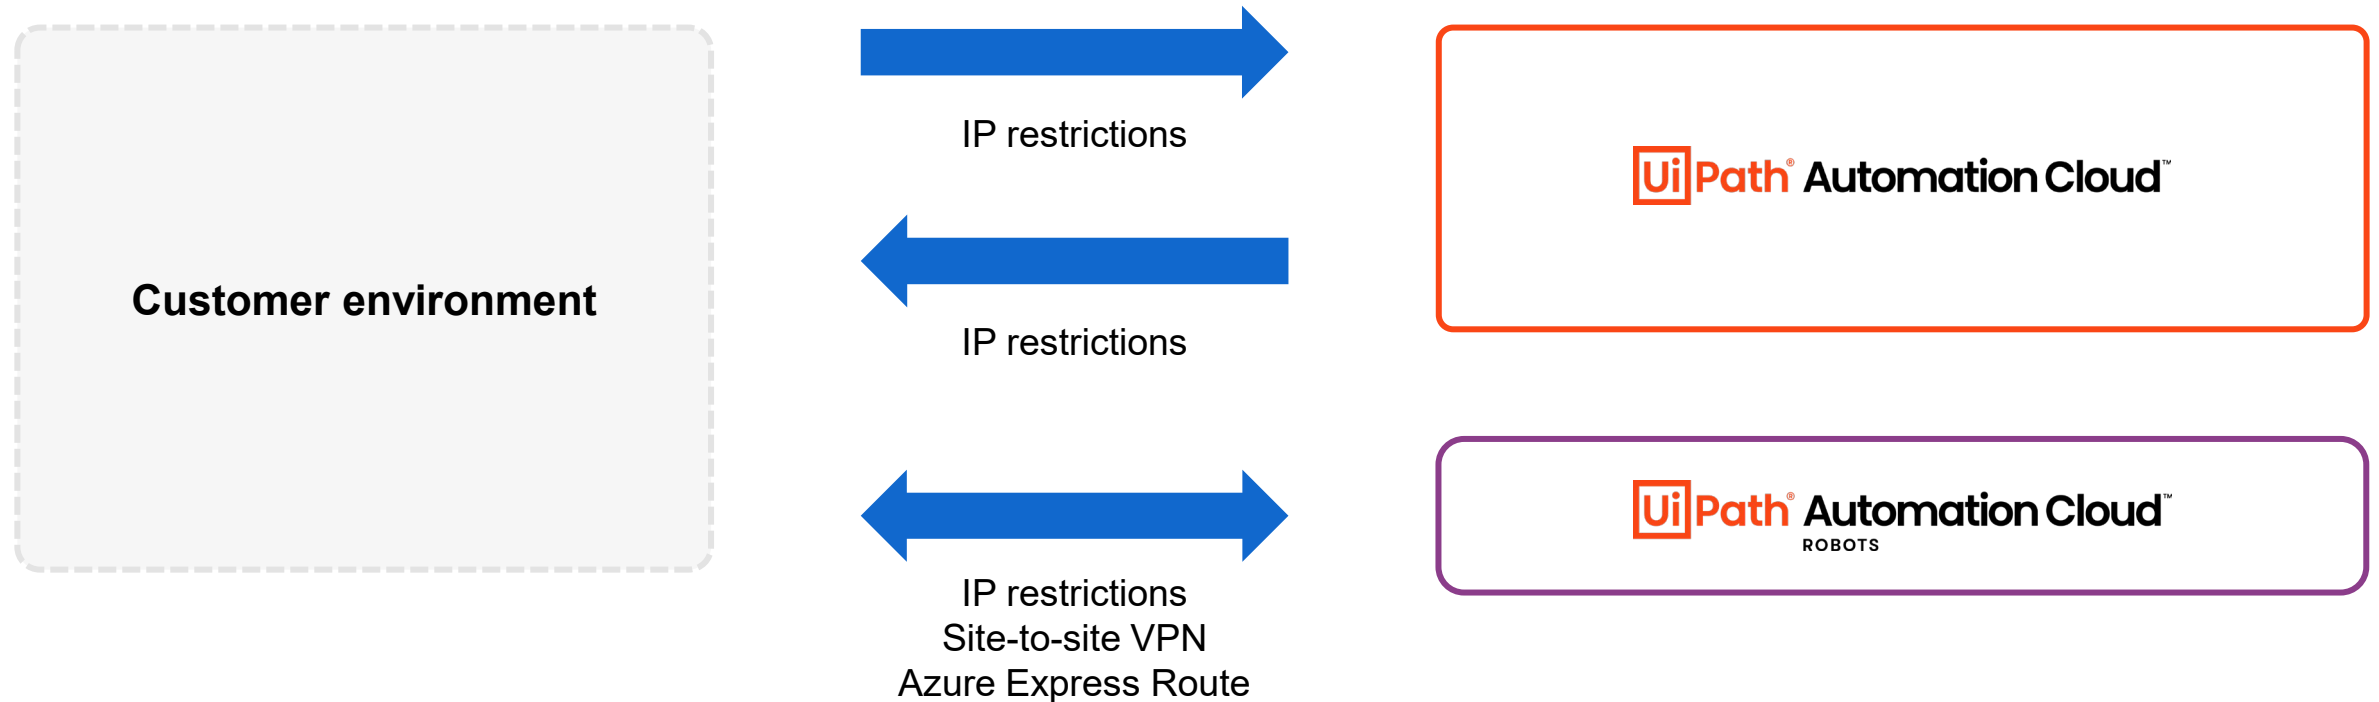 Customer environment
IP restrictions
IP restrictions
IP restrictions
Site-to-site VPN
Azure Express Route
UiPath® Automation Cloud™
UiPath® Automation Cloud™
ROBOTS